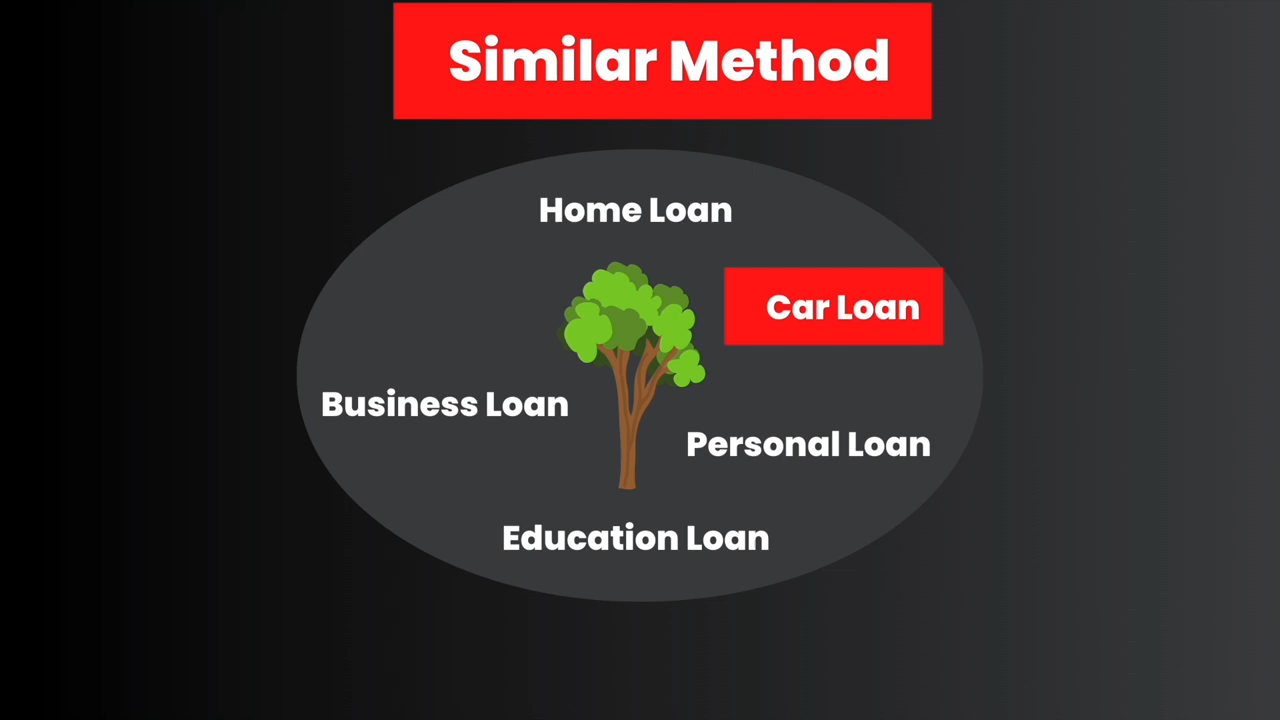 Similar Method
Home Loan
Car Loan
Business Loan
Personal Loan
Education Loan